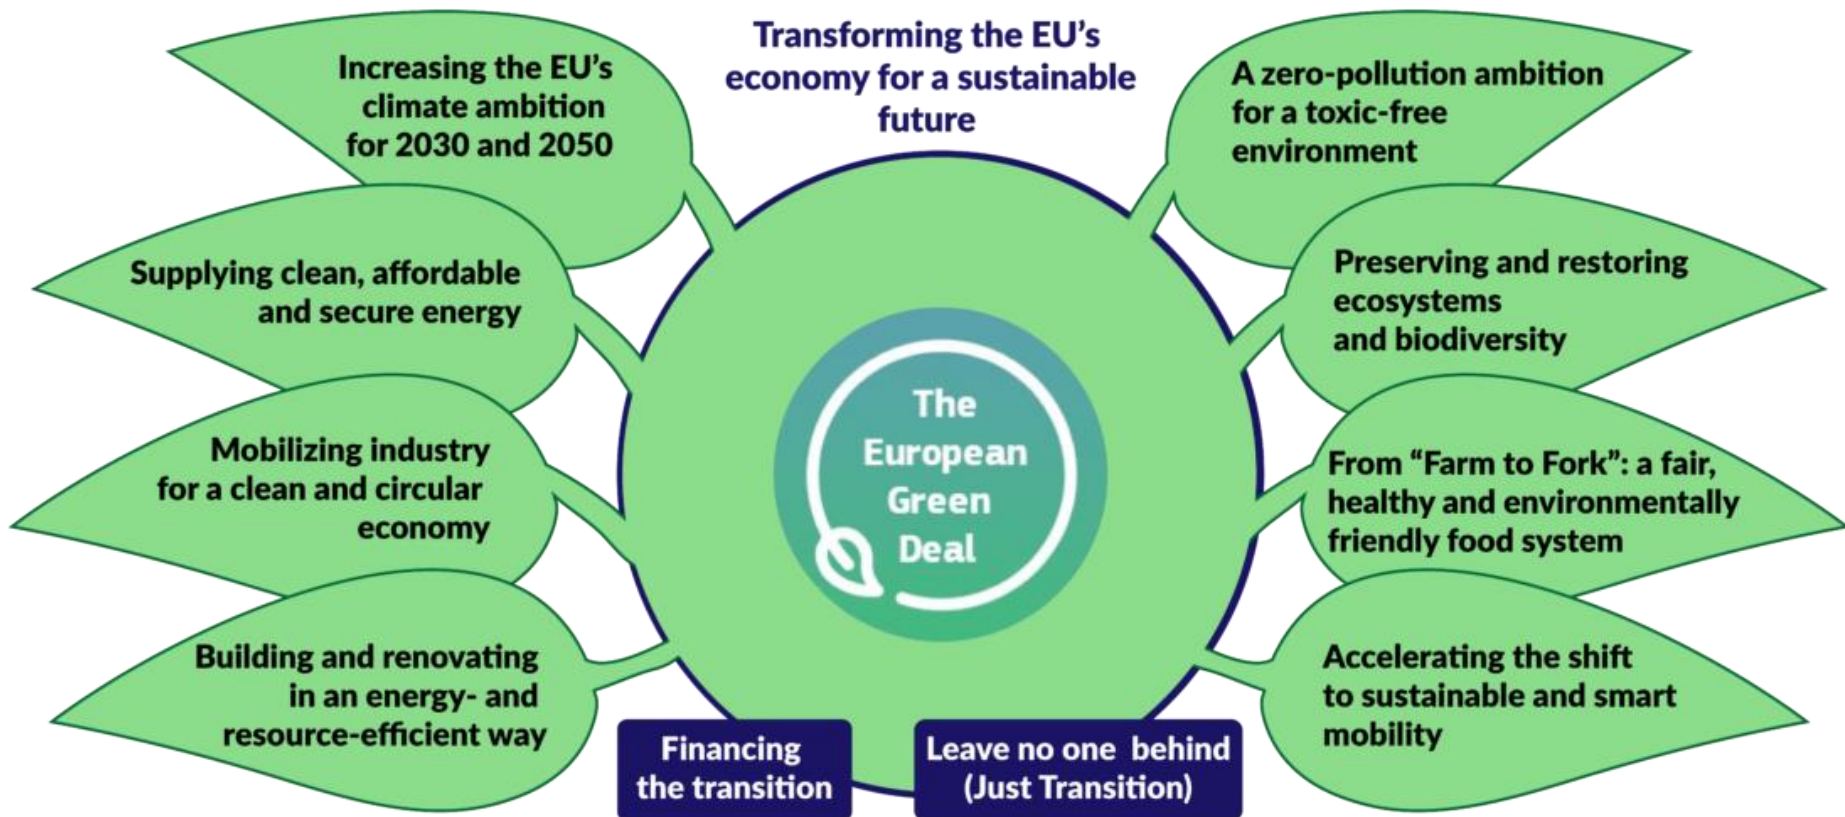 Transforming the EU’s
economy for a sustainable
future
Increasing the EU’s
climate ambition
for 2030 and 2050
Supplying clean, affordable
and secure energy
Mobilizing industry
for a clean and circular
economy
Building and renovating
in an energy- and
resource-efficient way
The
European
Green
Deal
A zero-pollution ambition
for a toxic-free
environment
Preserving and restoring
ecosystems
and biodiversity
From “Farm to Fork”: a fair,
healthy and environmentally
friendly food system
Accelerating the shift
to sustainable and smart
mobility
Financing
the transition
Leave no one behind
(Just Transition)